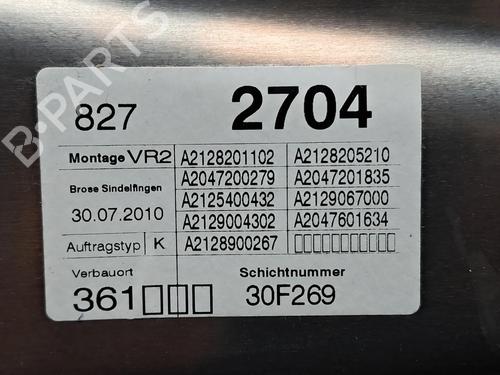 827 2704
Montage VR2 A2128201102 A2128205210
Brose Sindelfingen A2047200279 A2047201835
30.07.2010 A2125400432 A2129067000
A2129004302 A2047601634
Auftragstyp K A2128900267 □□□□□□□□□□□
Verbauort Schichtnummer
361□□□ 30F269
B-PARTS